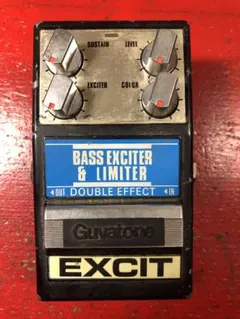 SUSTAIN LEVEL
EXCITER COLOR
BASS EXCITER
& LIMITER
◄OUT DOUBLE EFFECT ◄IN
Guyatone
EXCIT